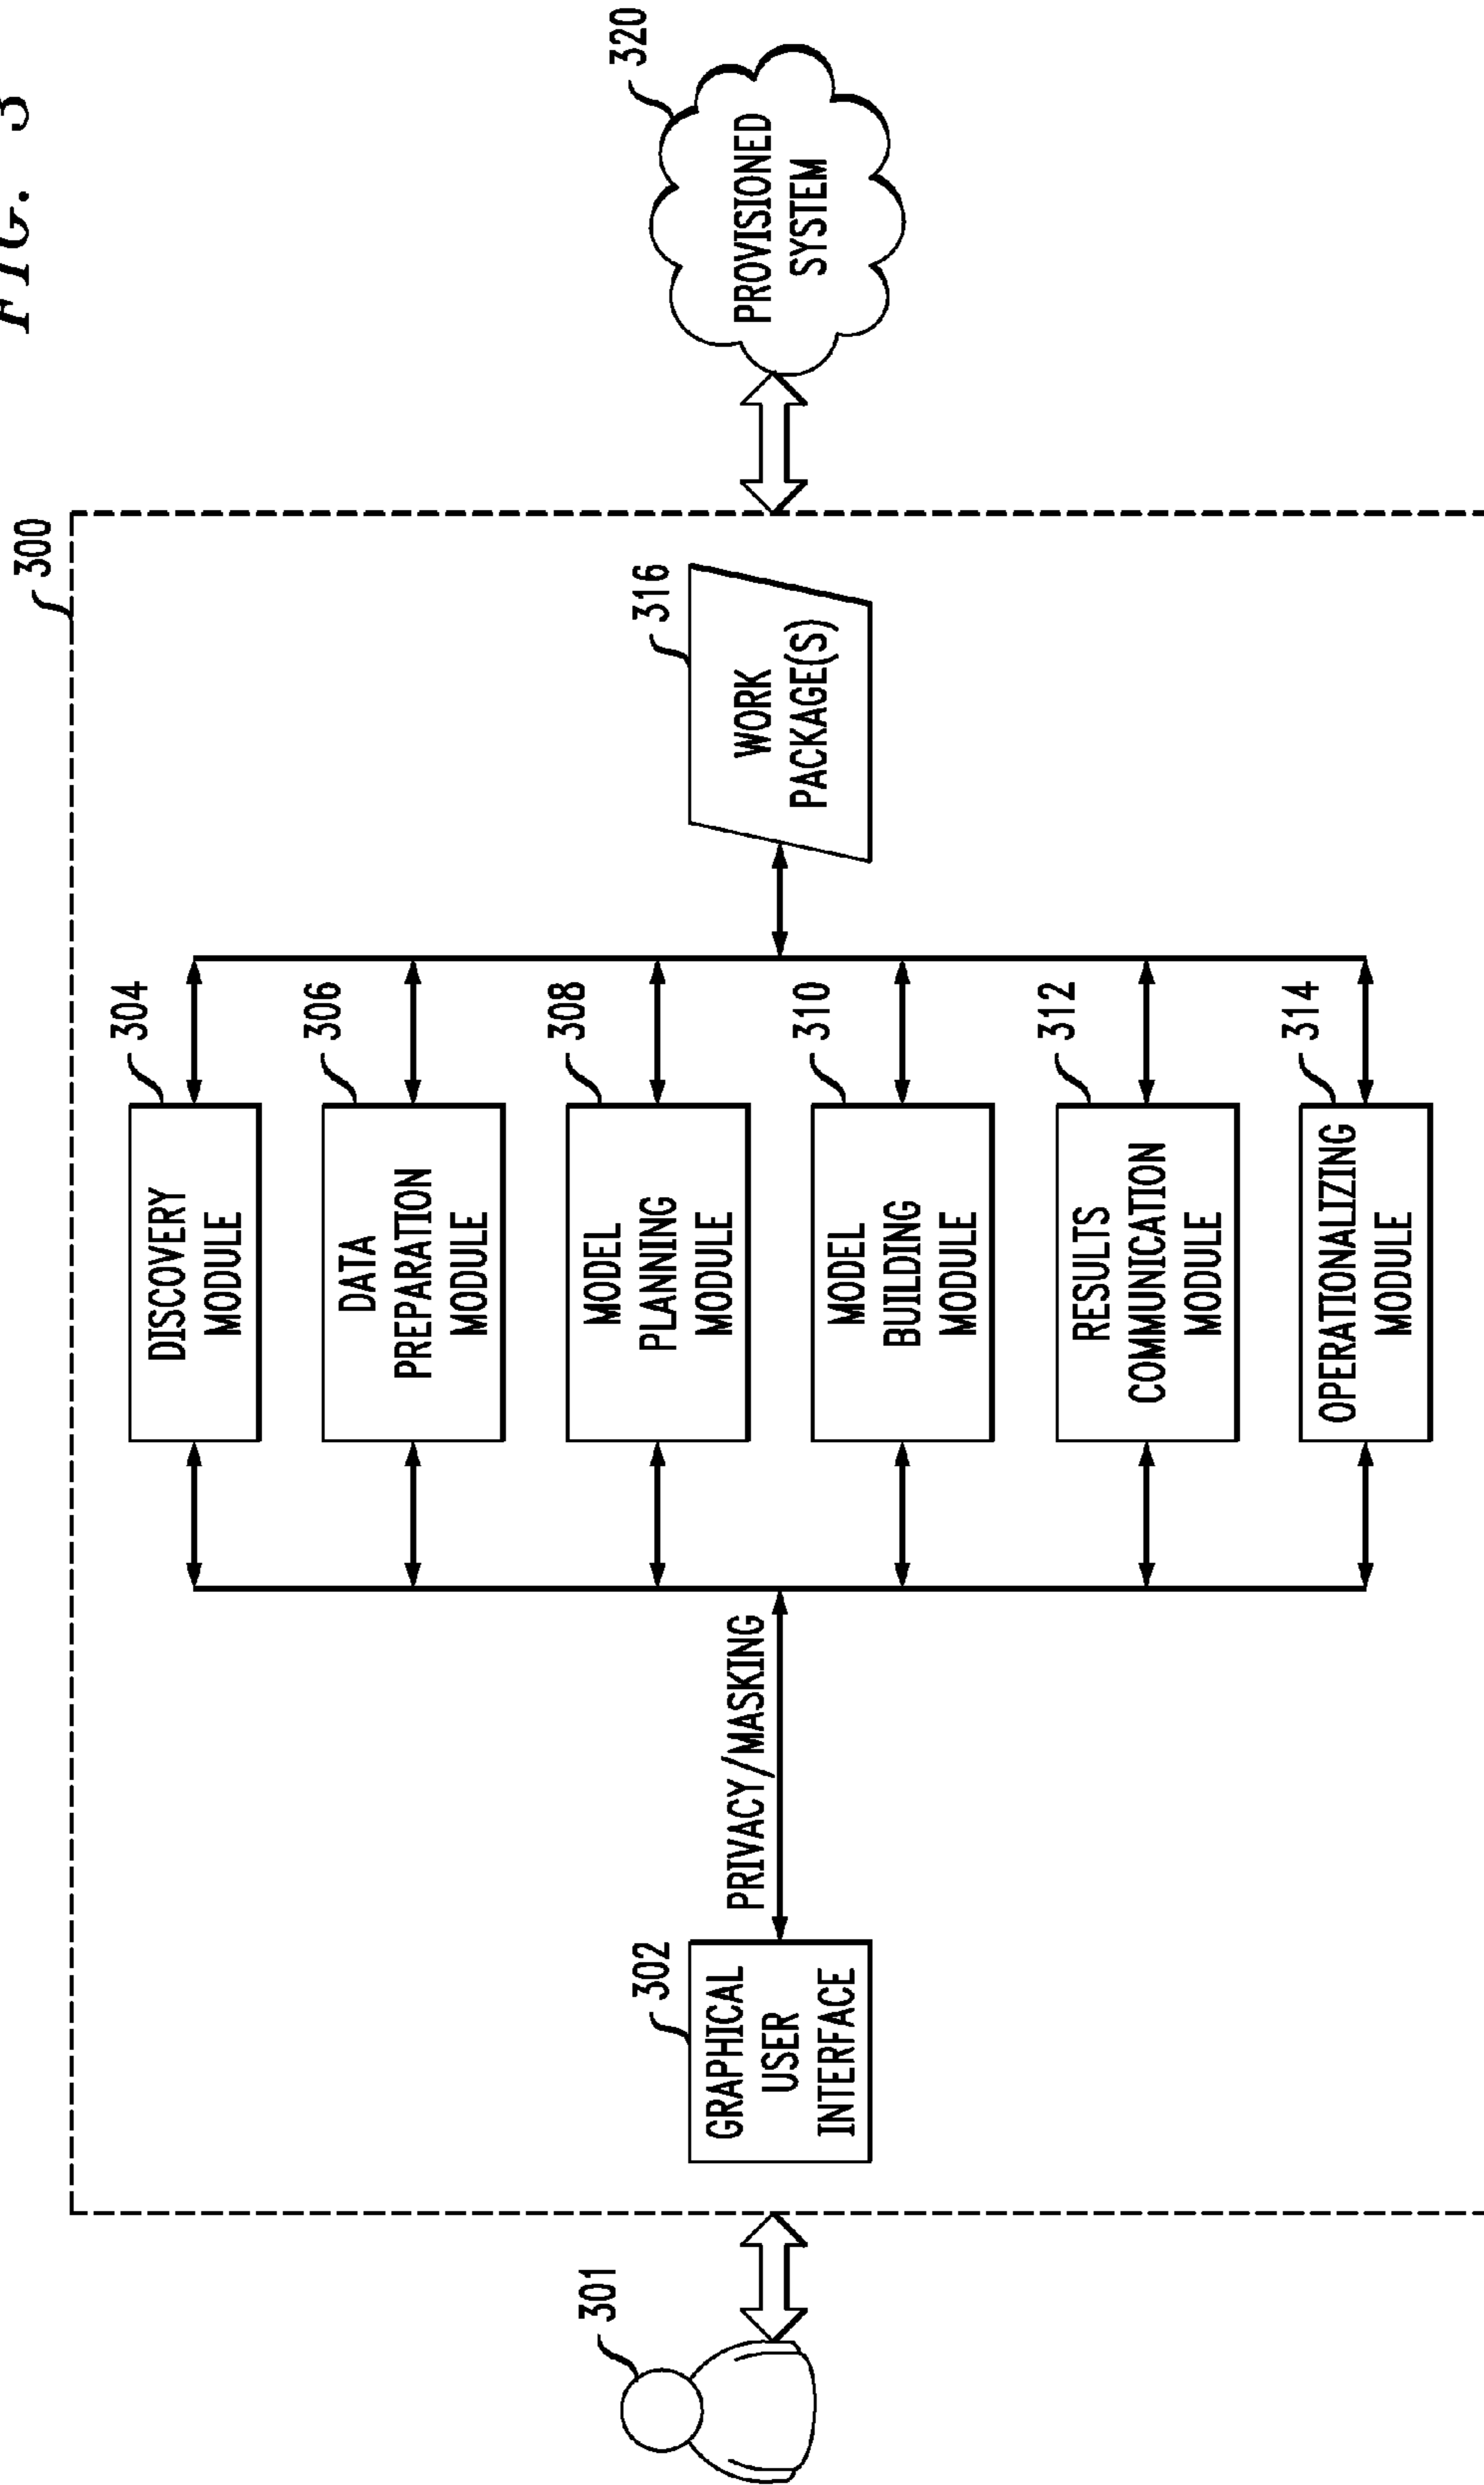 FIG. 3
300
301
302
GRAPHICAL
USER
INTERFACE
PRIVACY/MASKING
304
DISCOVERY
MODULE
306
DATA
PREPARATION
MODULE
308
MODEL
PLANNING
MODULE
310
MODEL
BUILDING
MODULE
312
RESULTS
COMMUNICATION
MODULE
314
OPERATIONALIZING
MODULE
316
WORK
PACKAGE(S)
320
PROVISIONED
SYSTEM